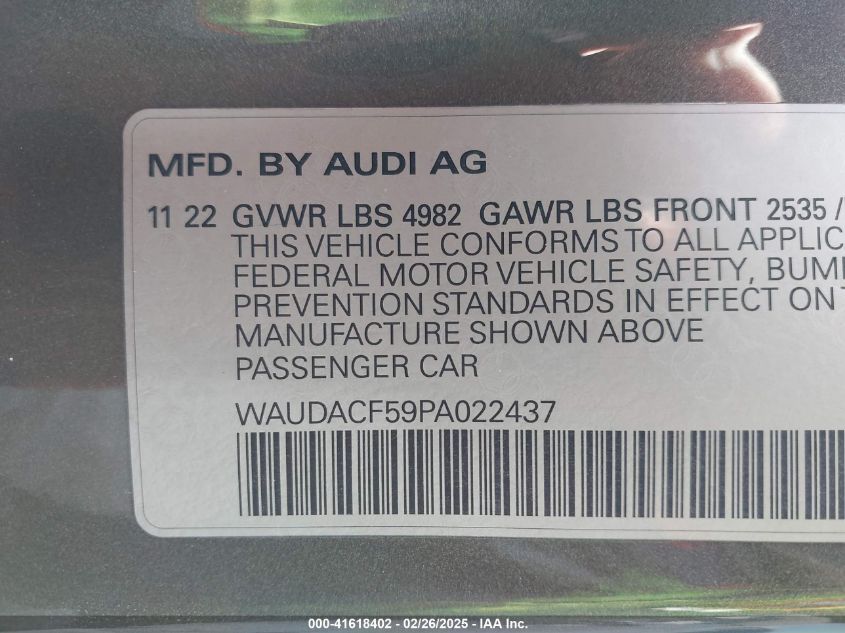 MFD. BY AUDI AG
11 22 GVWR LBS 4982 GAWR LBS FRONT 2535 /
THIS VEHICLE CONFORMS TO ALL APPLIC
FEDERAL MOTOR VEHICLE SAFETY, BUM
PREVENTION STANDARDS IN EFFECT ON T
MANUFACTURE SHOWN ABOVE
PASSENGER CAR
WAUDACF59PA022437
000-41618402 - 02/26/2025 - IAA Inc.